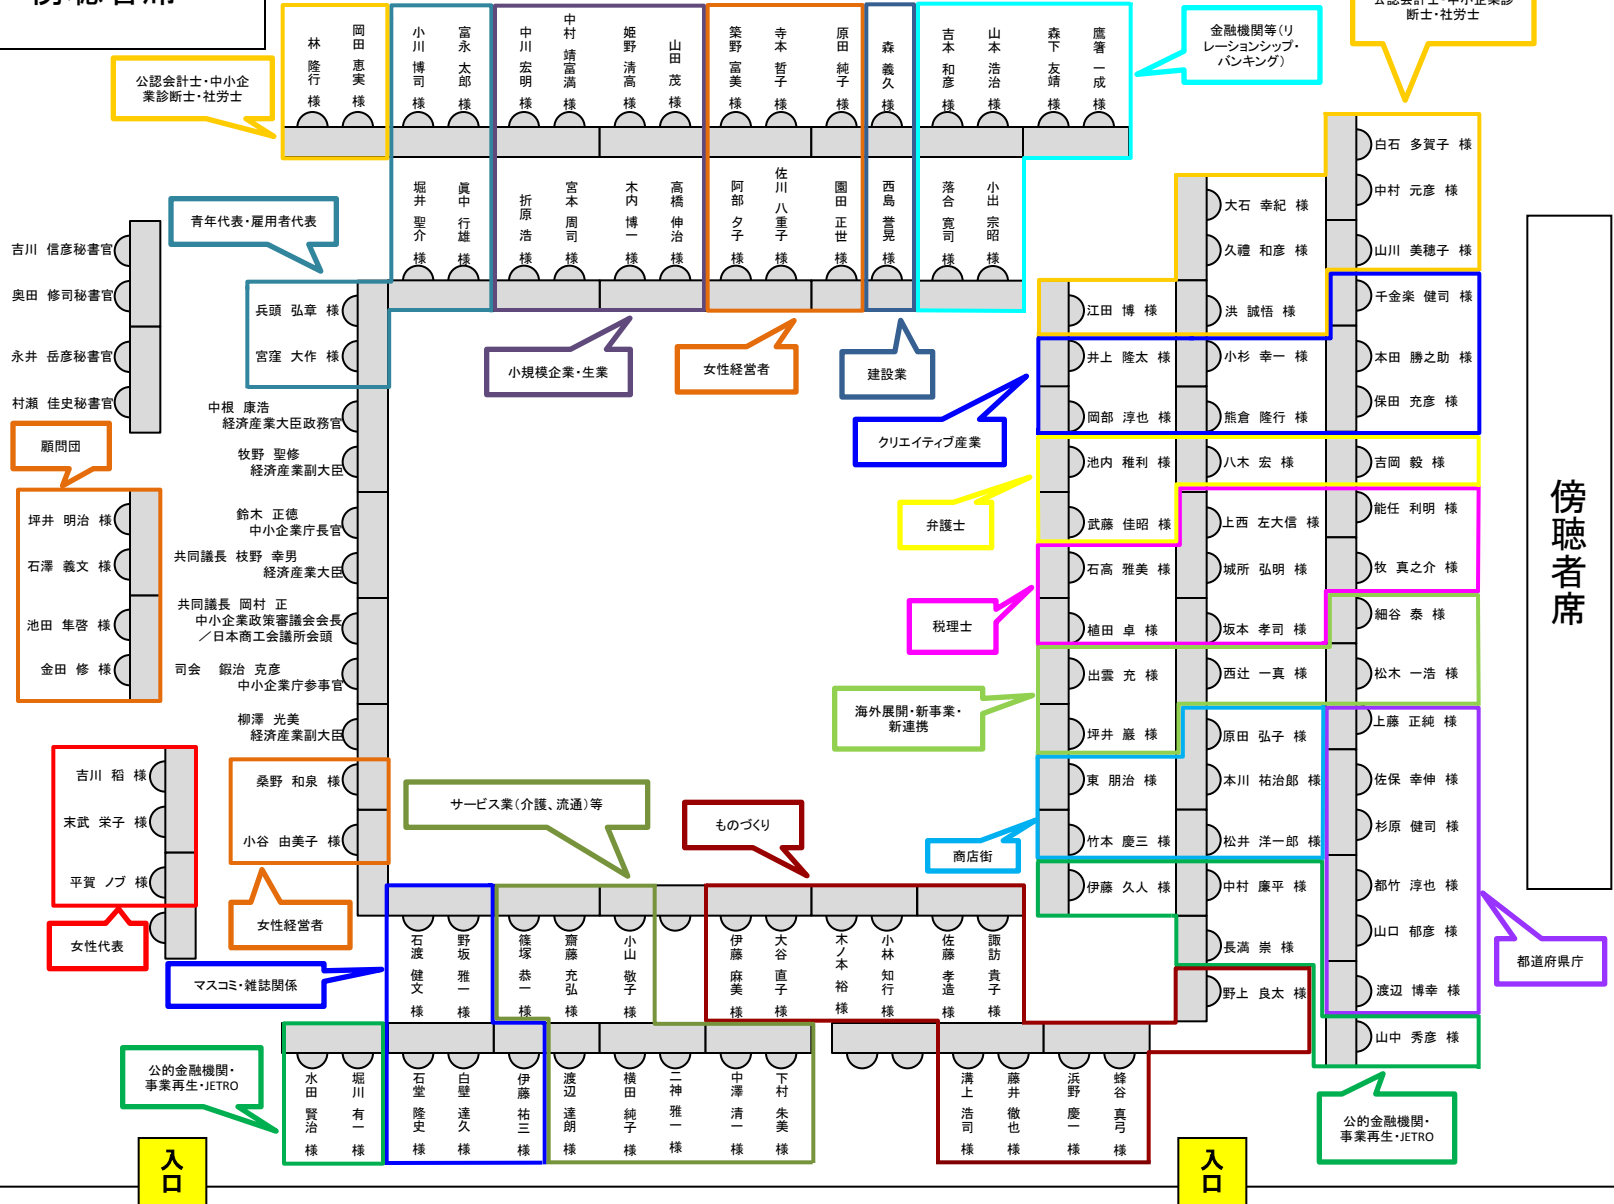 傍聴者席
公認会計士・中小企業診
断士・社労士
林 隆行 様
岡田 恵実 様
小川 博司 様
富永 太郎 様
中川 宏明 様
中村 靖富満 様
姫野 清高 様
山田 茂 様
築野 富美 様
寺本 哲子 様
原田 純子 様
森 義久 様
吉本 和彦 様
山本 浩治 様
森下 友靖 様
鷹箸 一成 様
金融機関等(リ
レーションシップ・
バンキング)
公認会計士・中小企
業診断士・社労士
堀井 聖介 様
眞中 行雄 様
折原 浩 様
宮本 周司 様
木内 博一 様
高橋 伸治 様
阿部 夕子 様
佐川 八重子 様
園田 正世 様
西島 誉晃 様
落合 寛司 様
小出 宗昭 様
青年代表・雇用者代表
吉川 信彦秘書官
奥田 修司秘書官
永井 岳彦秘書官
村瀬 佳史秘書官
兵頭 弘章 様
宮窪 大作 様
小規模企業・生業
女性経営者
建設業
クリエイティブ産業
弁護士
税理士
海外展開・新事業・
新連携
商店街
中根 康浩
経済産業大臣政務官
牧野 聖修
経済産業副大臣
鈴木 正徳
中小企業庁長官
共同議長 枝野 幸男
経済産業大臣
共同議長 岡村 正
中小企業政策審議会会長
／日本商工会議所会頭
司会 鍜治 克彦
中小企業庁参事官
柳澤 光美
経済産業副大臣
顧問団
坪井 明治 様
石澤 義文 様
池田 隼啓 様
金田 修 様
吉川 稻 様
末武 栄子 様
平賀 ノブ 様
女性代表
桑野 和泉 様
小谷 由美子 様
女性経営者
江田 博 様
井上 隆太 様
岡部 淳也 様
池内 稚利 様
武藤 佳昭 様
石高 雅美 様
植田 卓 様
出雲 充 様
坪井 巖 様
東 朋治 様
竹本 慶三 様
伊藤 久人 様
大石 幸紀 様
久禮 和彦 様
洪 誠悟 様
小杉 幸一 様
熊倉 隆行 様
八木 宏 様
上西 左大信 様
城所 弘明 様
坂本 孝司 様
西辻 一真 様
原田 弘子 様
本川 祐治郎 様
松井 洋一郎 様
中村 廉平 様
長満 崇 様
野上 良太 様
白石 多賀子 様
中村 元彦 様
山川 美穂子 様
千金楽 健司 様
本田 勝之助 様
保田 充彦 様
吉岡 毅 様
能任 利明 様
牧 真之介 様
細谷 泰 様
松木 一浩 様
上藤 正純 様
佐保 幸伸 様
杉原 健司 様
都竹 淳也 様
山口 郁彦 様
渡辺 博幸 様
山中 秀彦 様
傍聴者席
都道府県庁
サービス業(介護、流通)等
ものづくり
マスコミ・雑誌関係
石渡 健文 様
野坂 雅一 様
篠塚 恭一 様
齋藤 充弘 様
小山 敬子 様
伊藤 麻美 様
大谷 直子 様
木ノ本 裕 様
小林 知行 様
佐藤 孝造 様
諏訪 貴子 様
公的金融機関・
事業再生・JETRO
水田 賢治 様
堀川 有一 様
石堂 隆史 様
白壁 達久 様
伊藤 祐三 様
渡辺 達朗 様
横田 純子 様
二神 雅一 様
中澤 清一 様
下村 朱美 様
溝上 浩司 様
藤井 徹也 様
浜野 慶一 様
蜂谷 真弓 様
公的金融機関・
事業再生・JETRO
入口
入口